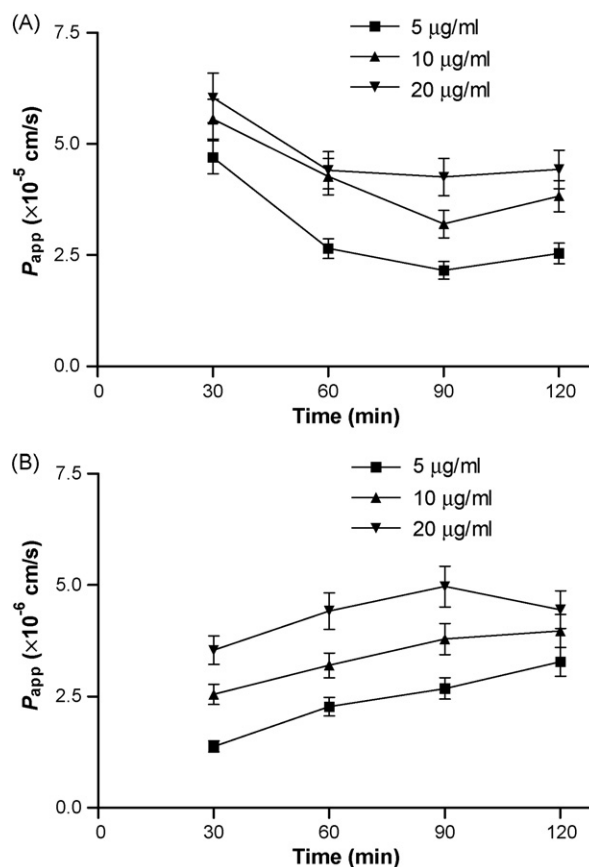 (A)
7.5
5.0
2.5
0.0
Papp (×10-5 cm/s)
5 μg/ml
10 μg/ml
20 μg/ml
0 30 60 90 120
Time (min)
(B)
7.5
5.0
2.5
0.0
Papp (×10-6 cm/s)
5 μg/ml
10 μg/ml
20 μg/ml
0 30 60 90 120
Time (min)